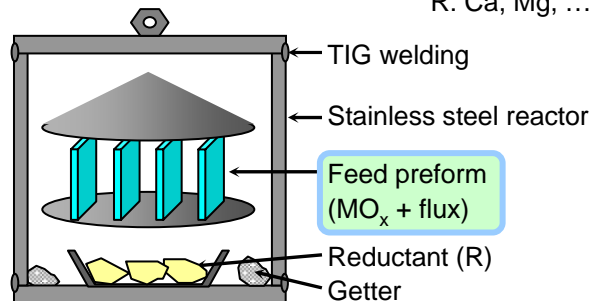 R: Ca, Mg, …
TIG welding
Stainless steel reactor
Feed preform
(MOₓ + flux)
Reductant (R)
Getter